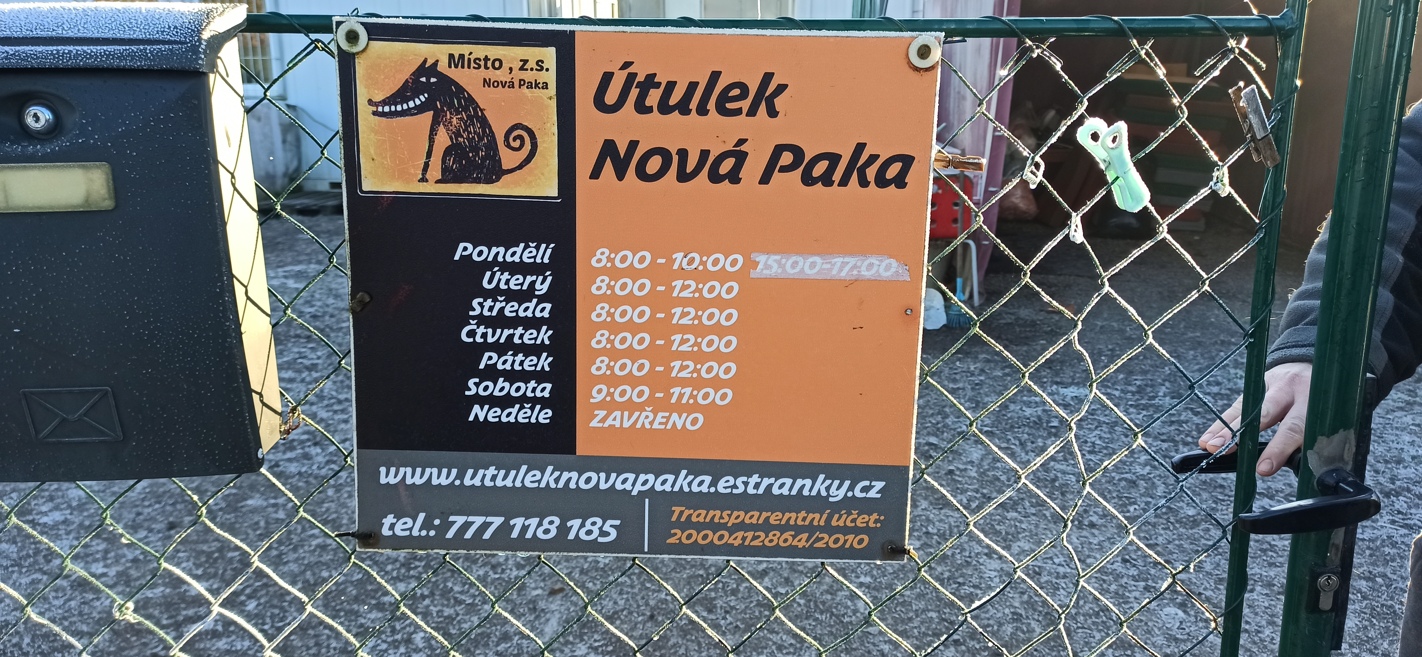 Místo , z.s.
Nová Paka
Útulek
Nová Paka
Pondělí 8:00 - 10:00 15:00-17:00
Úterý 8:00 - 12:00
Středa 8:00 - 12:00
Čtvrtek 8:00 - 12:00
Pátek 8:00 - 12:00
Sobota 9:00 - 11:00
Neděle ZAVŘENO
www.utuleknovapaka.estranky.cz
tel.: 777 118 185
Transparentní účet:
2000412864/2010